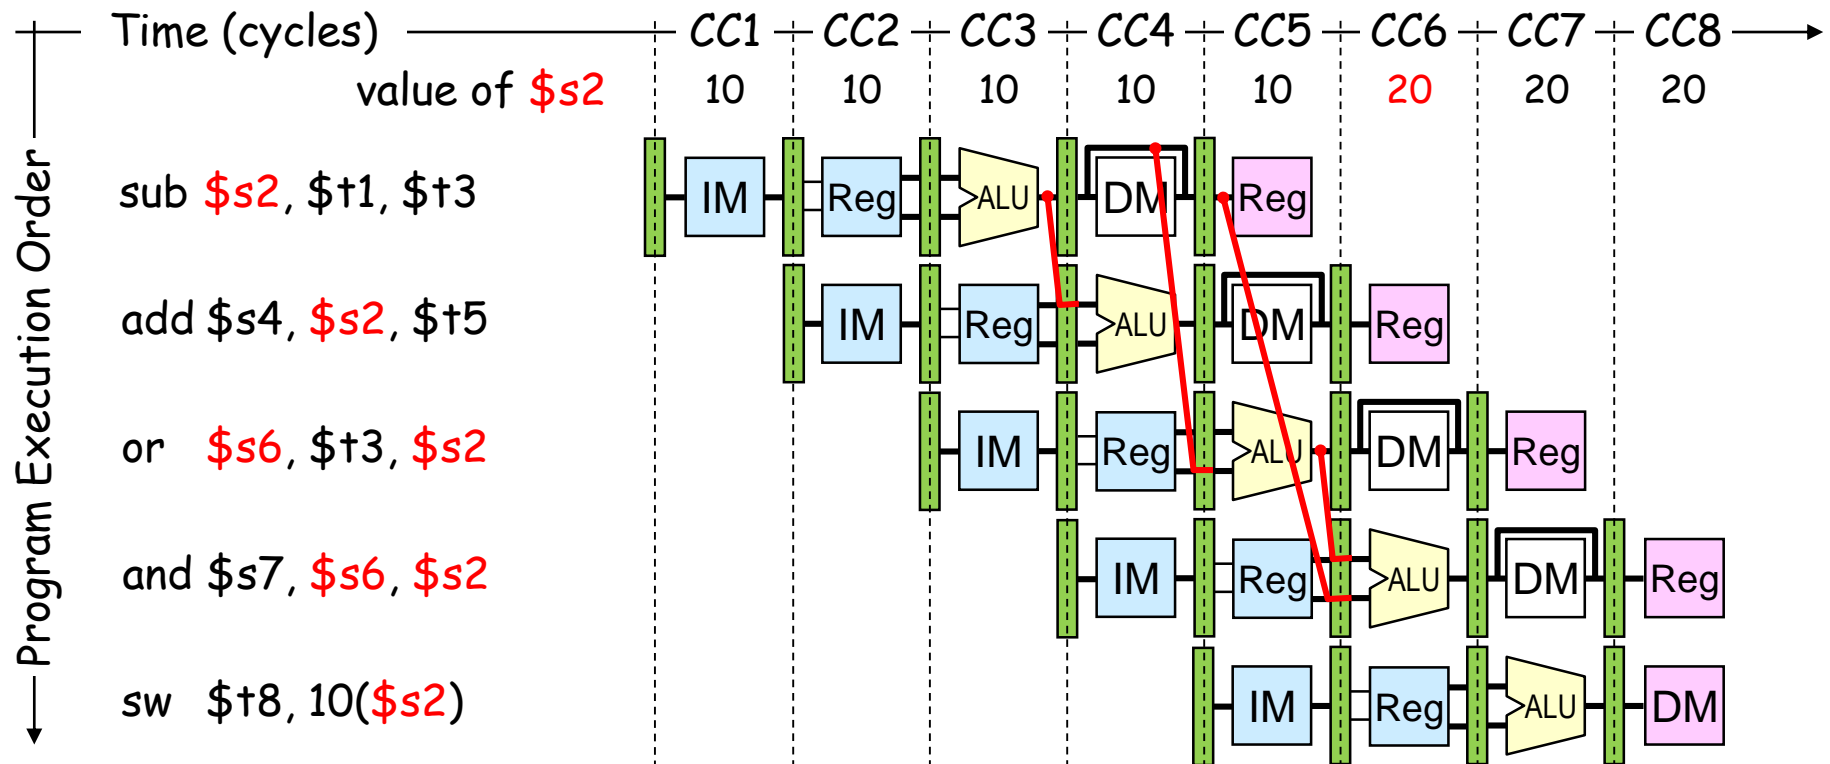 Time (cycles) CC1 CC2 CC3 CC4 CC5 CC6 CC7 CC8
value of $s2 10 10 10 10 10 20 20 20
Program Execution Order
sub $s2, $t1, $t3 IM Reg ALU DM Reg
add $s4, $s2, $t5 IM Reg ALU DM Reg
or $s6, $t3, $s2 IM Reg ALU DM Reg
and $s7, $s6, $s2 IM Reg ALU DM Reg
sw $t8, 10($s2) IM Reg ALU DM